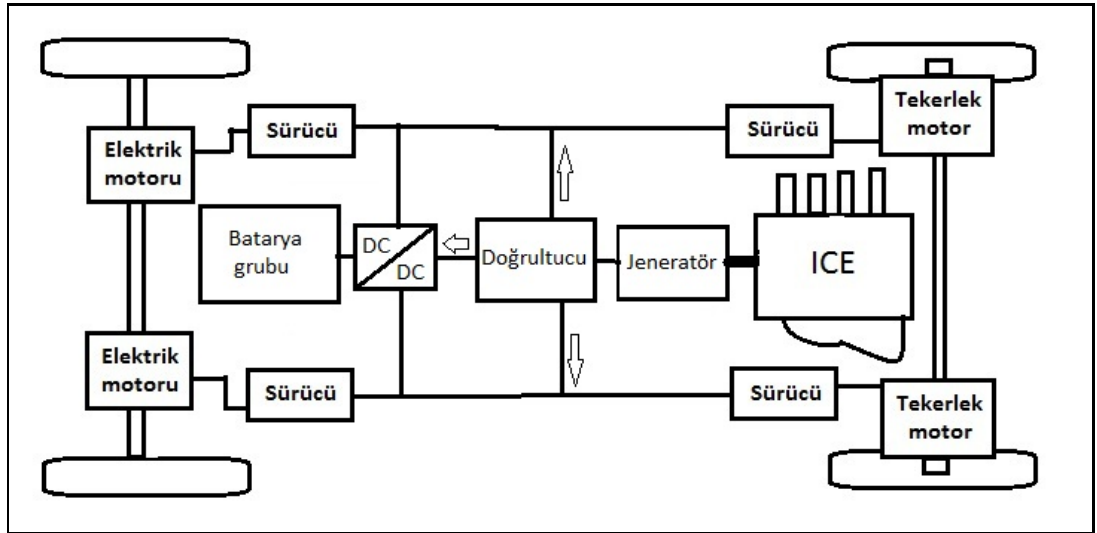 Tekerlek
motor
Sürücü
Sürücü
Elektrik
motoru
Batarya
grubu
DC
DC
Doğrultucu
Jeneratör
ICE
Elektrik
motoru
Sürücü
Sürücü
Tekerlek
motor